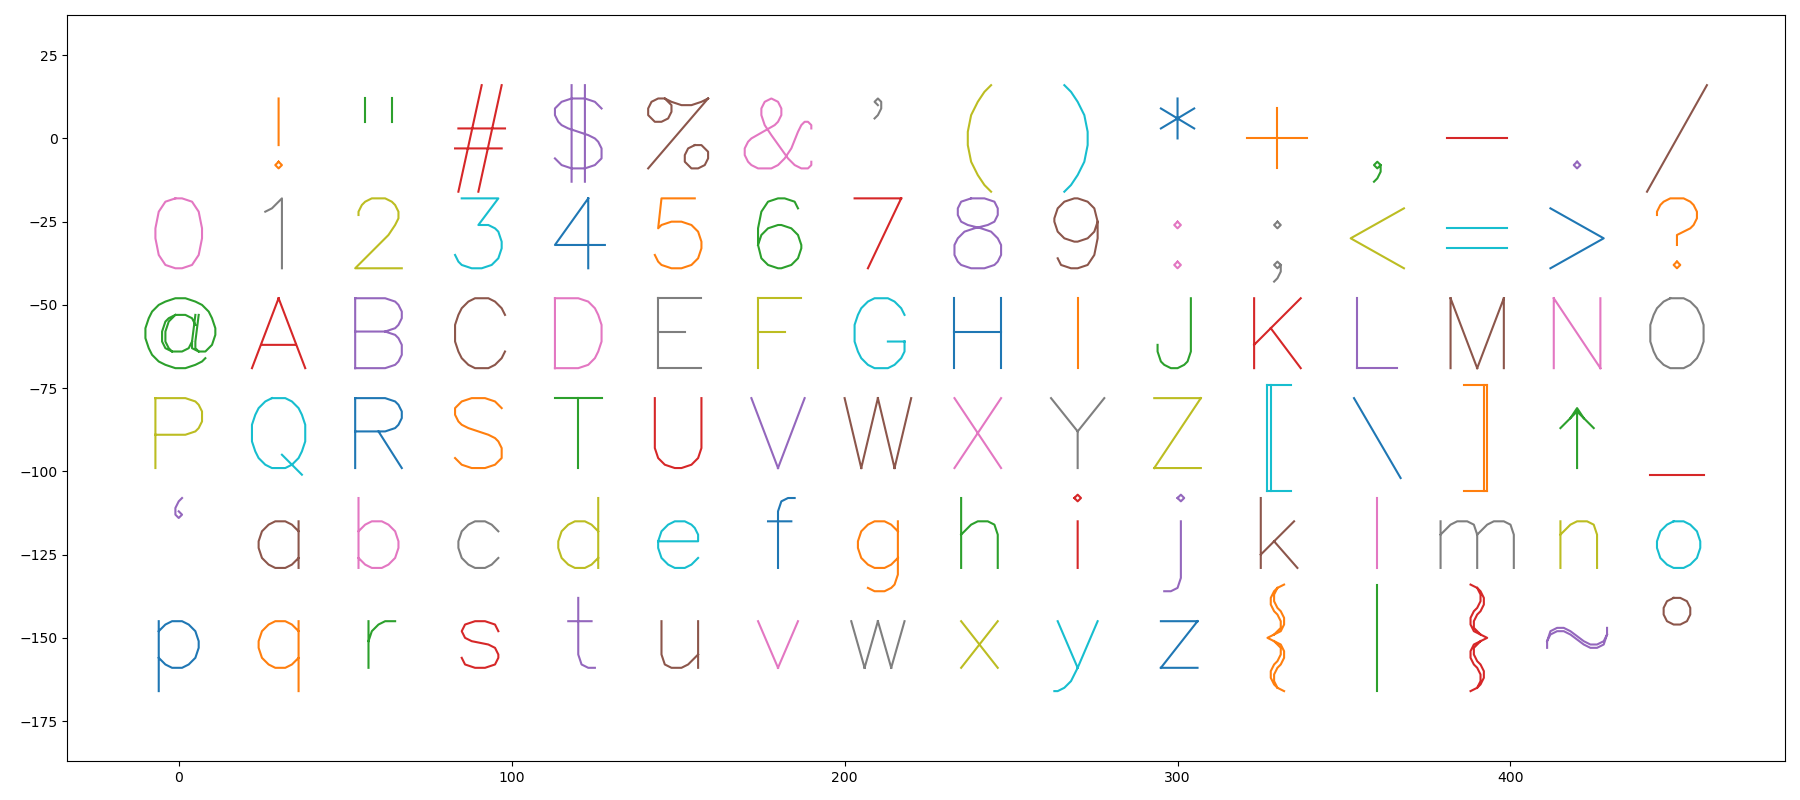 ! " # $ % & ’ ( ) * + , — . /
0 1 2 3 4 5 6 7 8 9 : ; < = > ?
@ A B C D E F G H I J K L M N O
P Q R S T U V W X Y Z [ \ ] ↑ _
‘ a b c d e f g h i j k l m n o
p q r s t u v w x y z { | } ~ °
25
0
−25
−50
−75
−100
−125
−150
−175
0 100 200 300 400